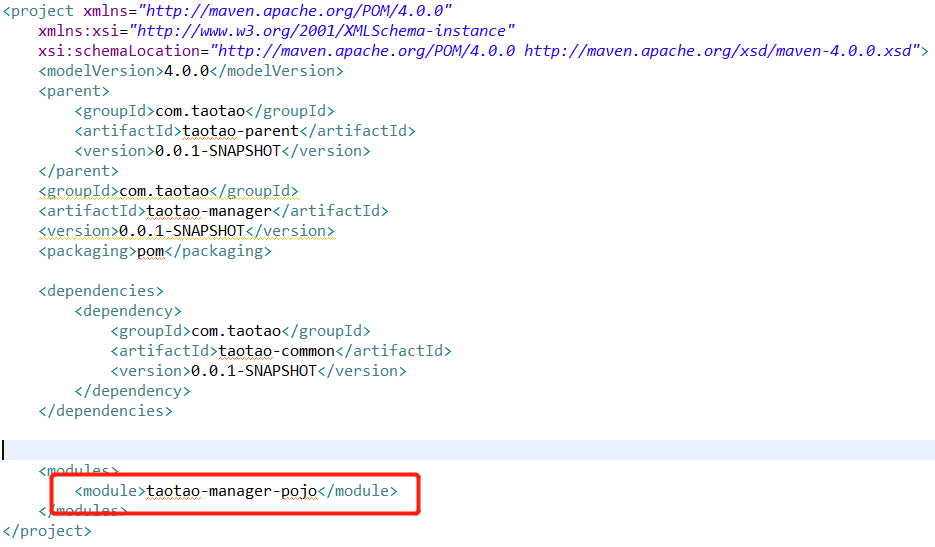 <project xmlns="http://maven.apache.org/POM/4.0.0"
xmlns:xsi="http://www.w3.org/2001/XMLSchema-instance"
xsi:schemaLocation="http://maven.apache.org/POM/4.0.0 http://maven.apache.org/xsd/maven-4.0.0.xsd">
<modelVersion>4.0.0</modelVersion>
<parent>
<groupId>com.taotao</groupId>
<artifactId>taotao-parent</artifactId>
<version>0.0.1-SNAPSHOT</version>
</parent>
<groupId>com.taotao</groupId>
<artifactId>taotao-manager</artifactId>
<version>0.0.1-SNAPSHOT</version>
<packaging>pom</packaging>
<dependencies>
<dependency>
<groupId>com.taotao</groupId>
<artifactId>taotao-common</artifactId>
<version>0.0.1-SNAPSHOT</version>
</dependency>
</dependencies>
<modules>
<module>taotao-manager-pojo</module>
</modules>
</project>